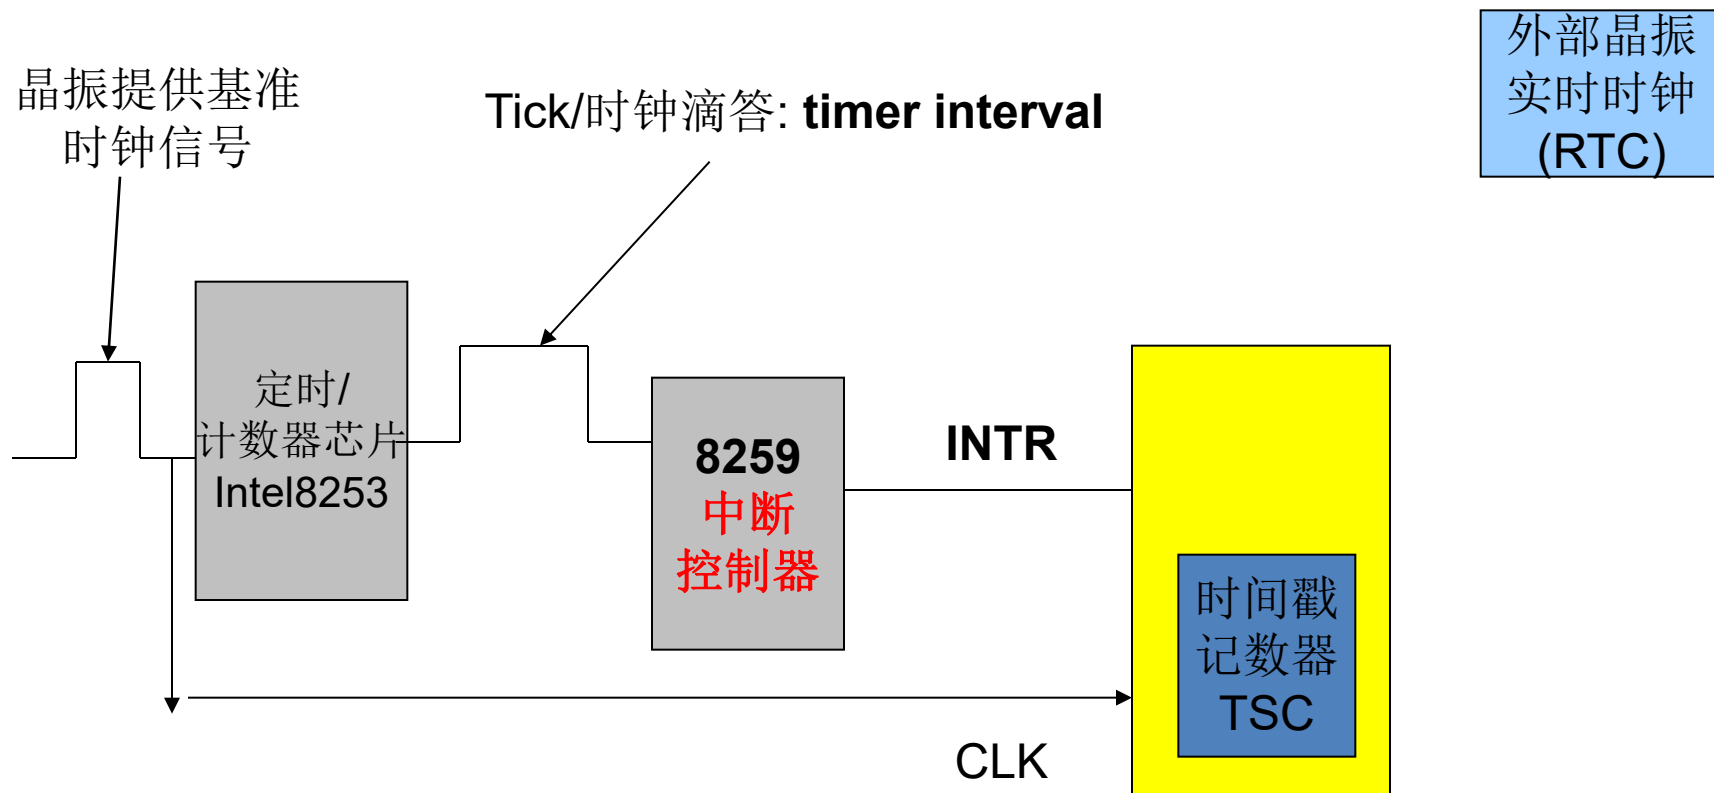 外部晶振
实时时钟
(RTC)
晶振提供基准
时钟信号
Tick/时钟滴答: timer interval
定时/
计数器芯片
Intel8253
8259
中断
控制器
INTR
时间戳
记数器
TSC
CLK